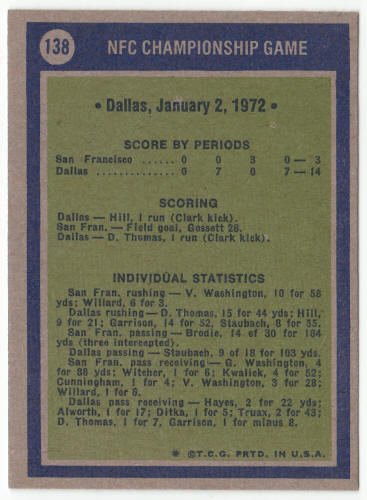 138
NFC CHAMPIONSHIP GAME
• Dallas, January 2, 1972 •
SCORE BY PERIODS
San Francisco ...... 0 0 3 0 — 3
Dallas .............. 0 7 0 7 — 14
SCORING
Dallas — Hill, 1 run (Clark kick).
San Fran. — Field goal, Gossett 28.
Dallas — D. Thomas, 1 run (Clark kick).
INDIVIDUAL STATISTICS
San Fran. rushing — V. Washington, 10 for 58
yds; Willard, 6 for 3.
Dallas rushing — D. Thomas, 15 for 44 yds; Hill,
9 for 21; Garrison, 14 for 52, Staubach, 8 for 55.
San Fran. passing — Brodie, 14 of 30 for 184
yds (three intercepted).
Dallas passing — Staubach, 9 of 18 for 103 yds.
San Fran. pass receiving — G. Washington, 4
for 88 yds; Witcher, 1 for 6; Kwalick, 4 for 52;
Cunningham, 1 for 4; V. Washington, 3 for 28;
Willard, 1 for 6.
Dallas pass receiving — Hayes, 2 for 22 yds;
Alworth, 1 for 17; Ditka, 1 for 5; Truax, 2 for 43;
D. Thomas, 1 for 7, Garrison, 1 for minus 8.
* ©T.C.G. PRTD. IN U.S.A.